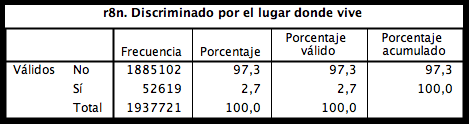 r8n. Discriminado por el lugar donde vive
Frecuencia Porcentaje Porcentaje válido Porcentaje acumulado
Válidos No 1885102 97,3 97,3 97,3
Sí 52619 2,7 2,7 100,0
Total 1937721 100,0 100,0